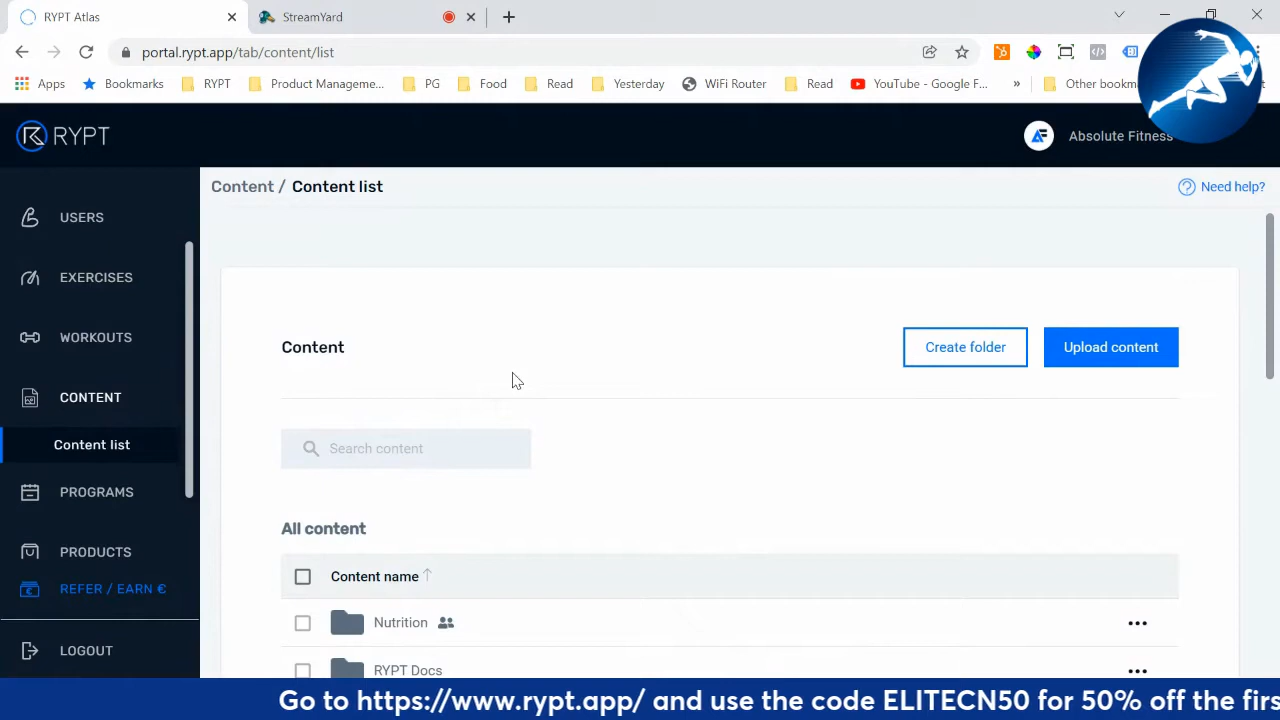 RYPT Atlas
StreamYard
portal.rypt.app/tab/content/list
Apps
Bookmarks
RYPT
Product Manageme...
PG
Food
Read
Yesterday
WiFi Router
Read
YouTube - Google F...
»
Other bookm
RYPT
Absolute Fitness
Content / Content list
Need help?
USERS
EXERCISES
WORKOUTS
CONTENT
Content list
PROGRAMS
PRODUCTS
REFER / EARN €
LOGOUT
Content
Create folder
Upload content
Search content
All content
Content name
Nutrition
RYPT Docs
Go to https://www.rypt.app/ and use the code ELITECN50 for 50% off the firs